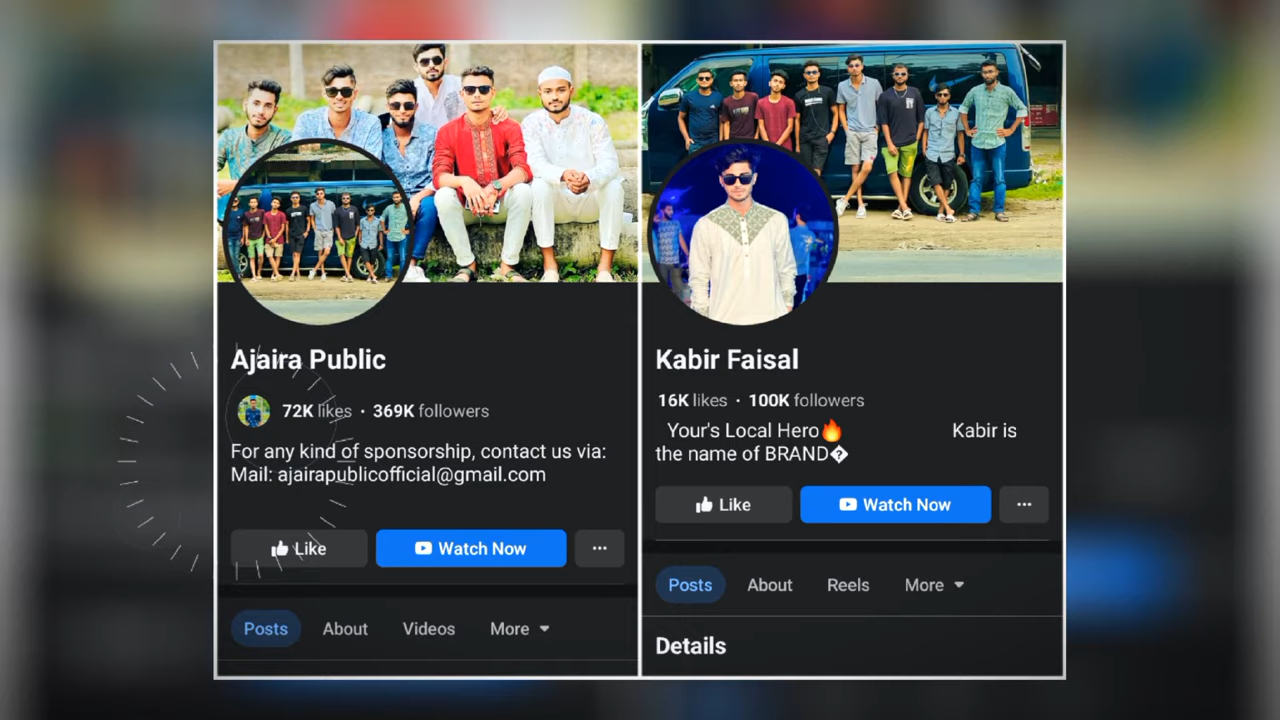 Ajaira Public
72K likes · 369K followers
For any kind of sponsorship, contact us via:
Mail: ajairapublicofficial@gmail.com
Like
Watch Now
Posts
About
Videos
More
Kabir Faisal
16K likes · 100K followers
Your's Local Hero🔥 Kabir is
the name of BRAND�
Like
Watch Now
Posts
About
Reels
More
Details